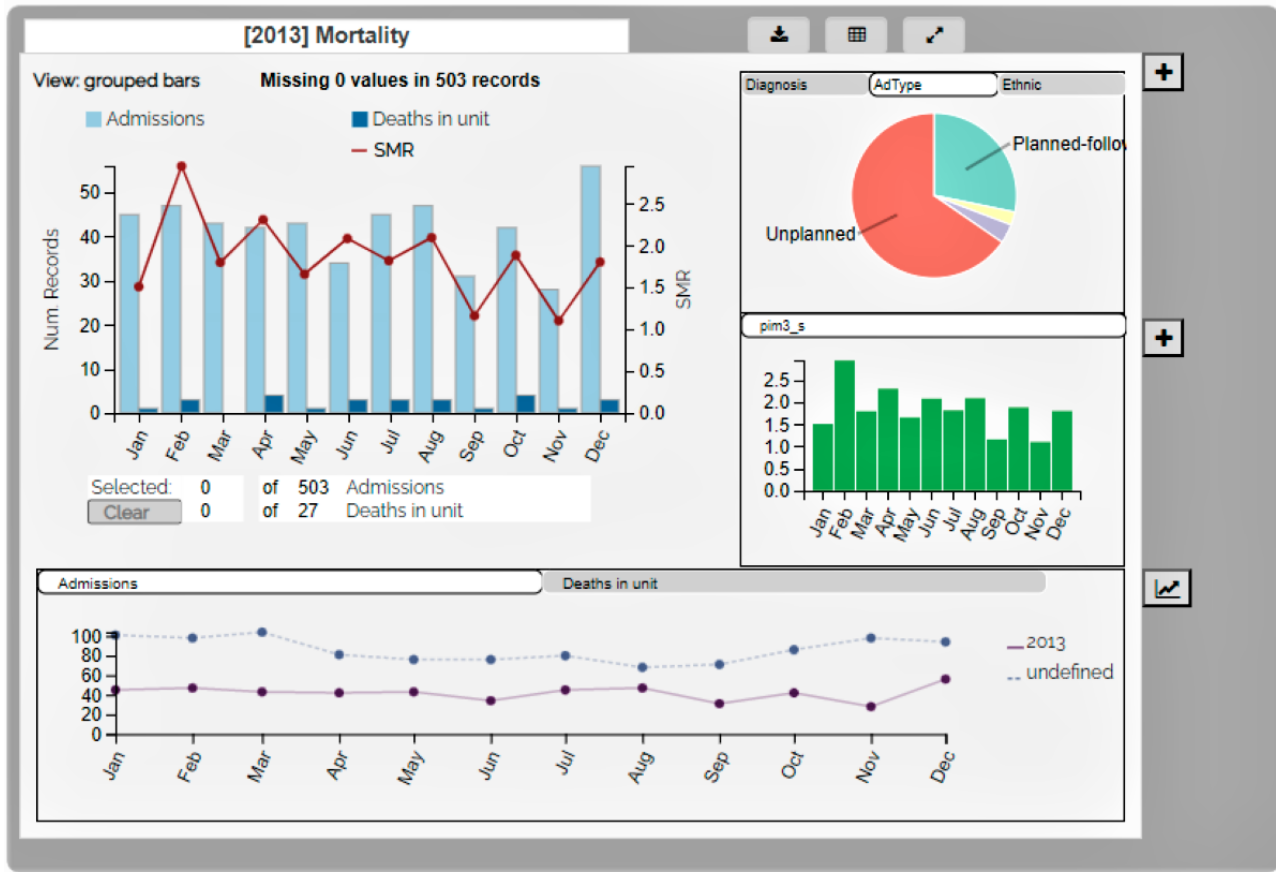 [2013] Mortality
View: grouped bars
Missing 0 values in 503 records
Admissions
Deaths in unit
SMR
50
40
30
20
10
0
Num. Records
2.5
2.0
1.5
1.0
0.5
0.0
SMR
Jan Feb Mar Apr May Jun Jul Aug Sep Oct Nov Dec
Selected: 0 of 503 Admissions
Clear 0 of 27 Deaths in unit
Diagnosis AdType Ethnic
Planned-follow
Unplanned
pim3_s
2.5
2.0
1.5
1.0
0.5
0.0
Jan Feb Mar Apr May Jun Jul Aug Sep Oct Nov Dec
Admissions Deaths in unit
100
80
60
40
20
0
Jan Feb Mar Apr May Jun Jul Aug Sep Oct Nov Dec
2013
undefined